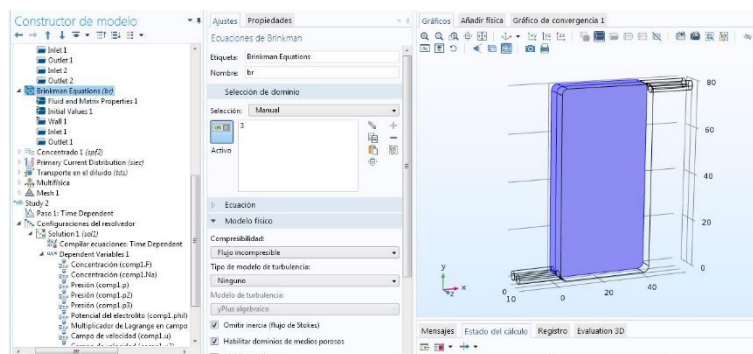 Constructor de modelo
Inlet 1
Outlet 1
Inlet 2
Outlet 2
Brinkman Equations (br)
Fluid and Matrix Properties 1
Initial Values 1
Wall 1
Inlet 1
Outlet 1
Concentrado 1 (spf2)
Primary Current Distribution (siec)
Transporte en el diluido (tds)
Multifísica
Mesh 1
Study 2
Paso 1: Time Dependent
Configuraciones del resolvedor
Solution 1 (sol1)
Compilar ecuaciones: Time Dependent
Dependent Variables 1
Concentración (comp1.F)
Concentración (comp1.Na)
Presión (comp1.p)
Presión (comp1.p2)
Presión (comp1.p3)
Potencial del electrolito (comp1.phil)
Multiplicador de Lagrange en campo
Campo de velocidad (comp1.u)
Ajustes Propiedades
Ecuaciones de Brinkman
Etiqueta: Brinkman Equations
Nombre: br
Selección de dominio
Selección: Manual
3
Activo
Ecuación
Modelo físico
Compresibilidad:
Flujo incompresible
Tipo de modelo de turbulencia:
Ninguno
Modelo de turbulencia:
yPlus algebraico
Omitir inercia (flujo de Stokes)
Habilitar dominios de medios porosos
Gráficos Añadir física Gráfico de convergencia 1
80
60
40
20
0
y
z x
10
0
20
40
Mensajes Estado del cálculo Registro Evaluation 3D